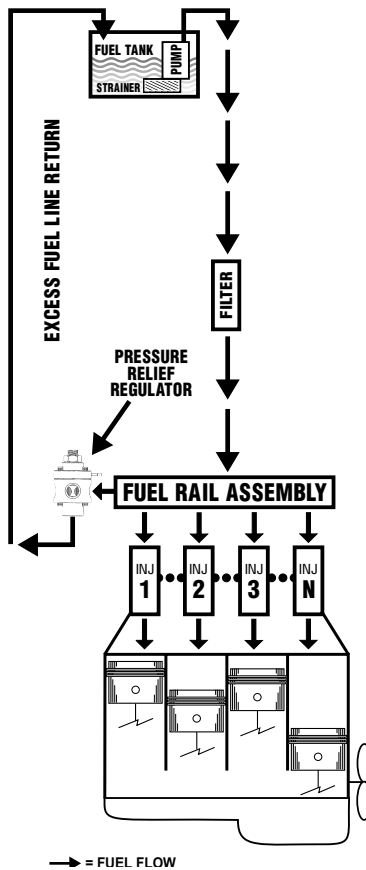 FUEL TANK
PUMP
STRAINER
EXCESS FUEL LINE RETURN
FILTER
PRESSURE
RELIEF
REGULATOR
FUEL RAIL ASSEMBLY
INJ
1
INJ
2
INJ
3
INJ
N
= FUEL FLOW